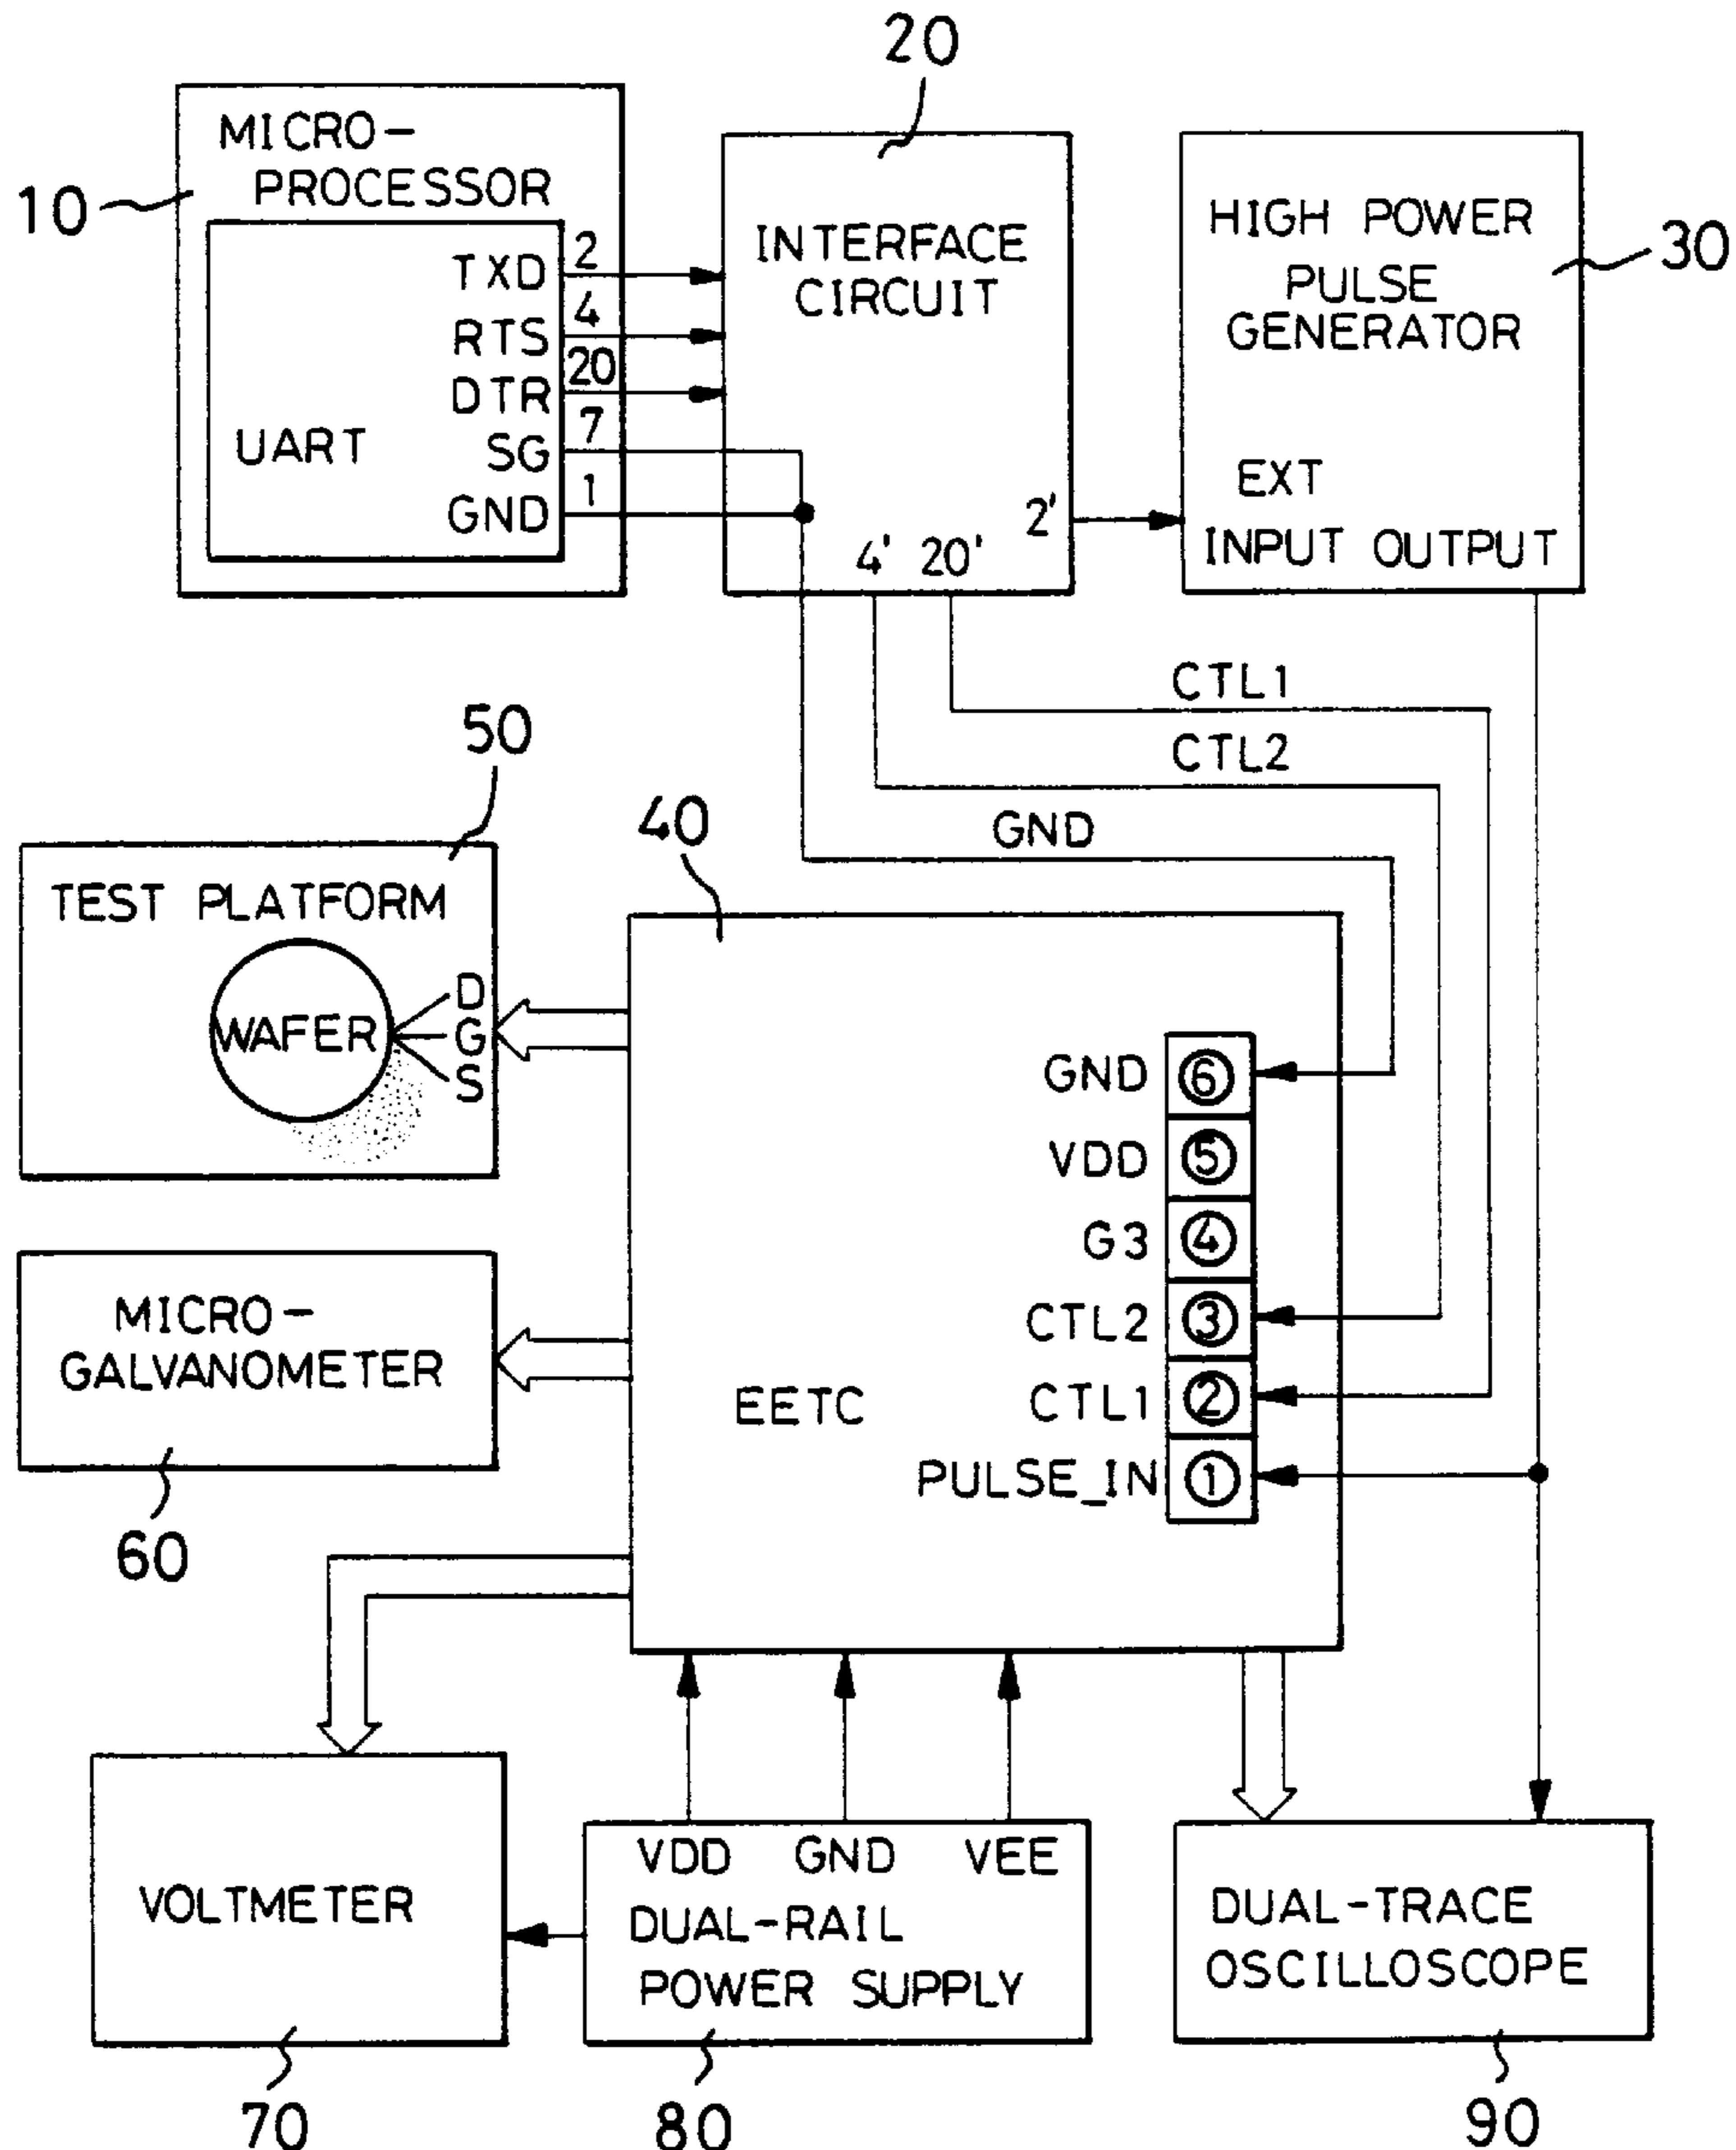 20
MICRO-
PROCESSOR
10
UART
TXD
2
RTS
4
DTR
20
SG
7
GND
1
INTERFACE
CIRCUIT
2'
4' 20'
HIGH POWER
PULSE
GENERATOR
30
EXT
INPUT OUTPUT
CTL1
CTL2
GND
50
TEST PLATFORM
WAFER
D
G
S
40
GND ⑥
VDD ⑤
G3 ④
CTL2 ③
CTL1 ②
PULSE_IN ①
EETC
MICRO-
GALVANOMETER
60
VOLTMETER
70
VDD GND VEE
DUAL-RAIL
POWER SUPPLY
80
DUAL-TRACE
OSCILLOSCOPE
90